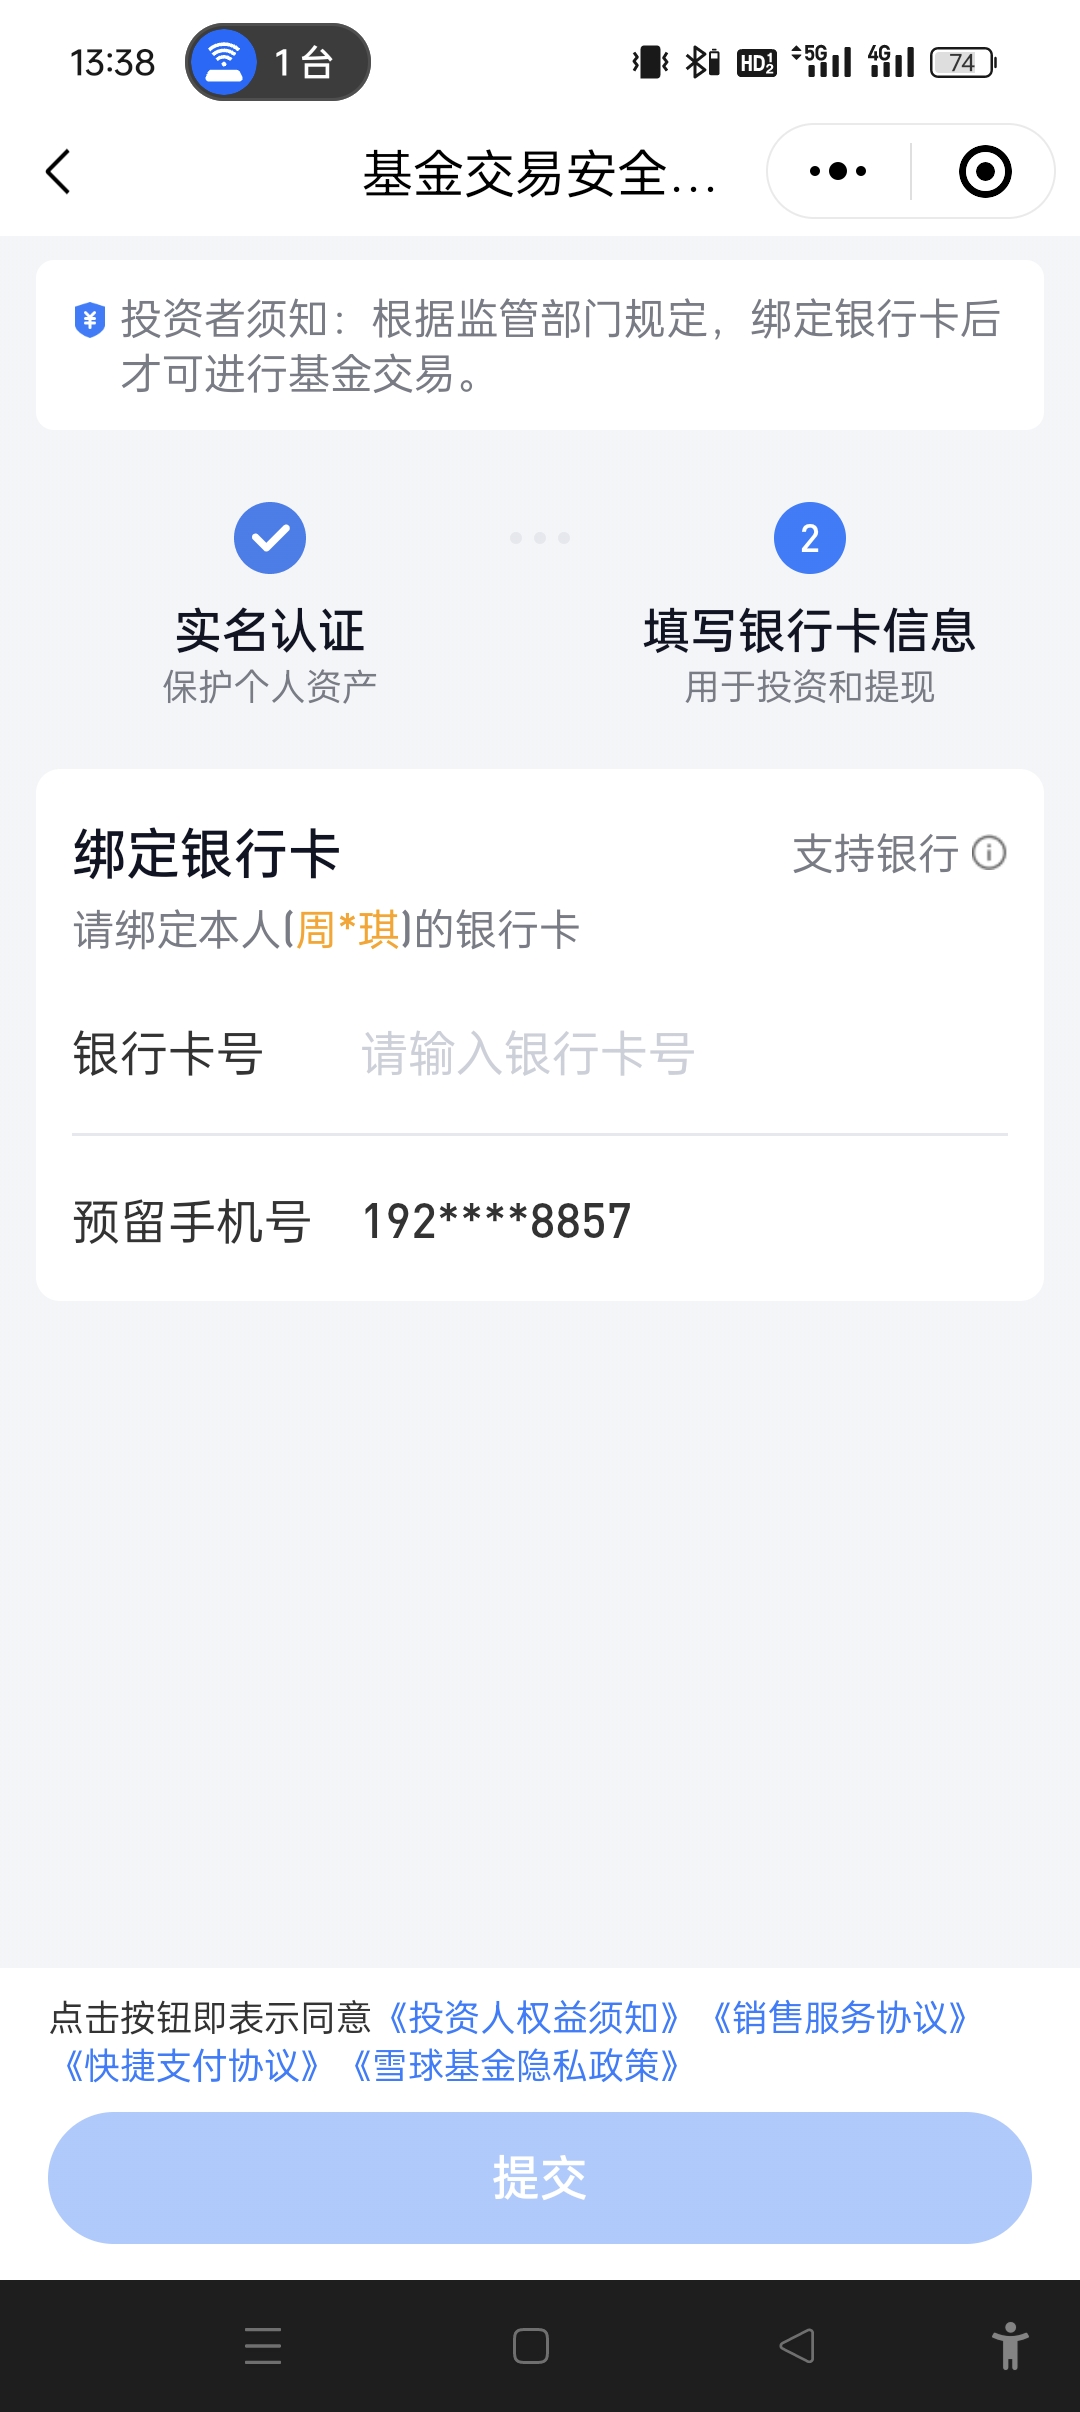 13:38 1 台 HD 1 2 5G 4G 74
基金交易安全...
投资者须知：根据监管部门规定，绑定银行卡后
才可进行基金交易。
2
实名认证 填写银行卡信息
保护个人资产 用于投资和提现
绑定银行卡 支持银行
请绑定本人(周*琪)的银行卡
银行卡号 请输入银行卡号
预留手机号 192****8857
点击按钮即表示同意《投资人权益须知》《销售服务协议》
《快捷支付协议》《雪球基金隐私政策》
提交